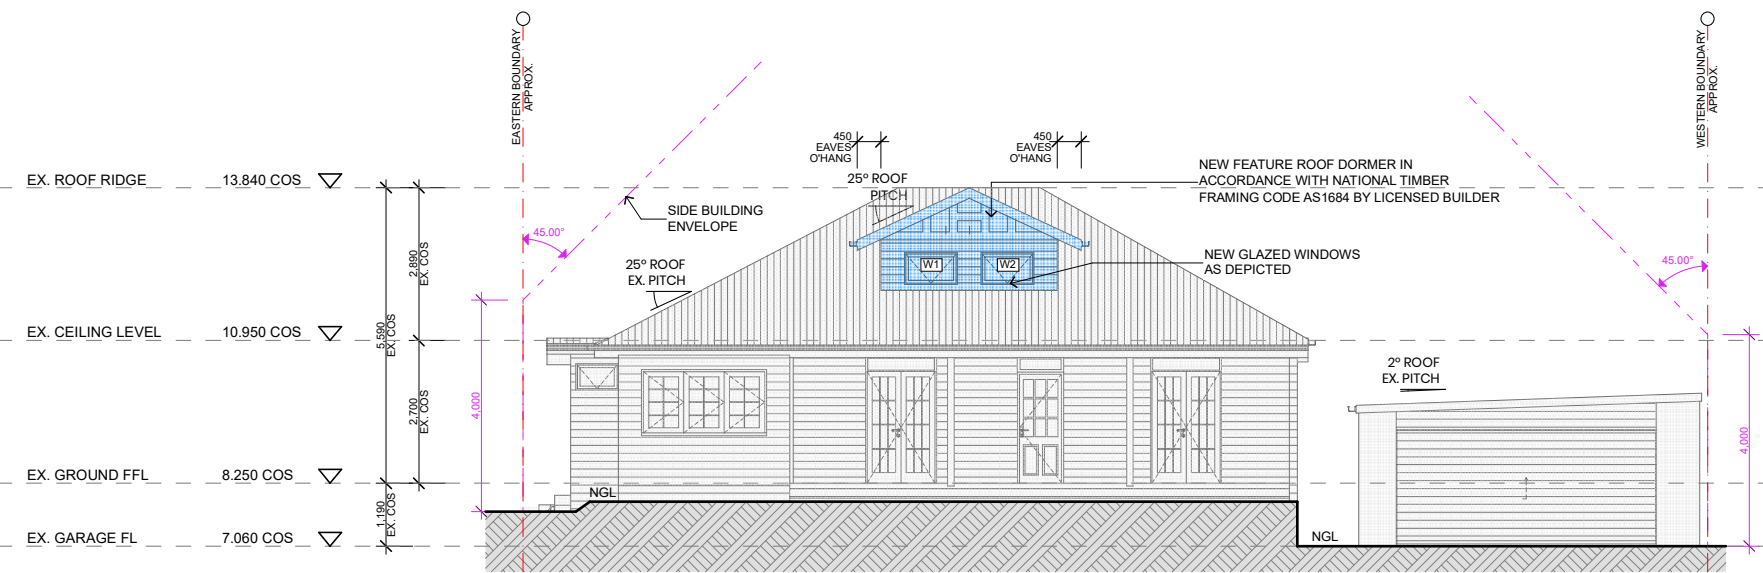 EASTERN BOUNDARY
APPROX.
WESTERN BOUNDARY
APPROX.
450
EAVES
O'HANG
450
EAVES
O'HANG
NEW FEATURE ROOF DORMER IN
ACCORDANCE WITH NATIONAL TIMBER
FRAMING CODE AS1684 BY LICENSED BUILDER
EX. ROOF RIDGE 13.840 COS
25º ROOF
PITCH
SIDE BUILDING
ENVELOPE
45.00°
45.00°
2,890
EX. COS
25º ROOF
EX. PITCH
W1
W2
NEW GLAZED WINDOWS
AS DEPICTED
EX. CEILING LEVEL 10.950 COS
5,590
EX. COS
2º ROOF
EX. PITCH
2,700
EX. COS
4,000
4,000
EX. GROUND FFL 8.250 COS
NGL
1,190
EX. COS
EX. GARAGE FL 7.060 COS
NGL